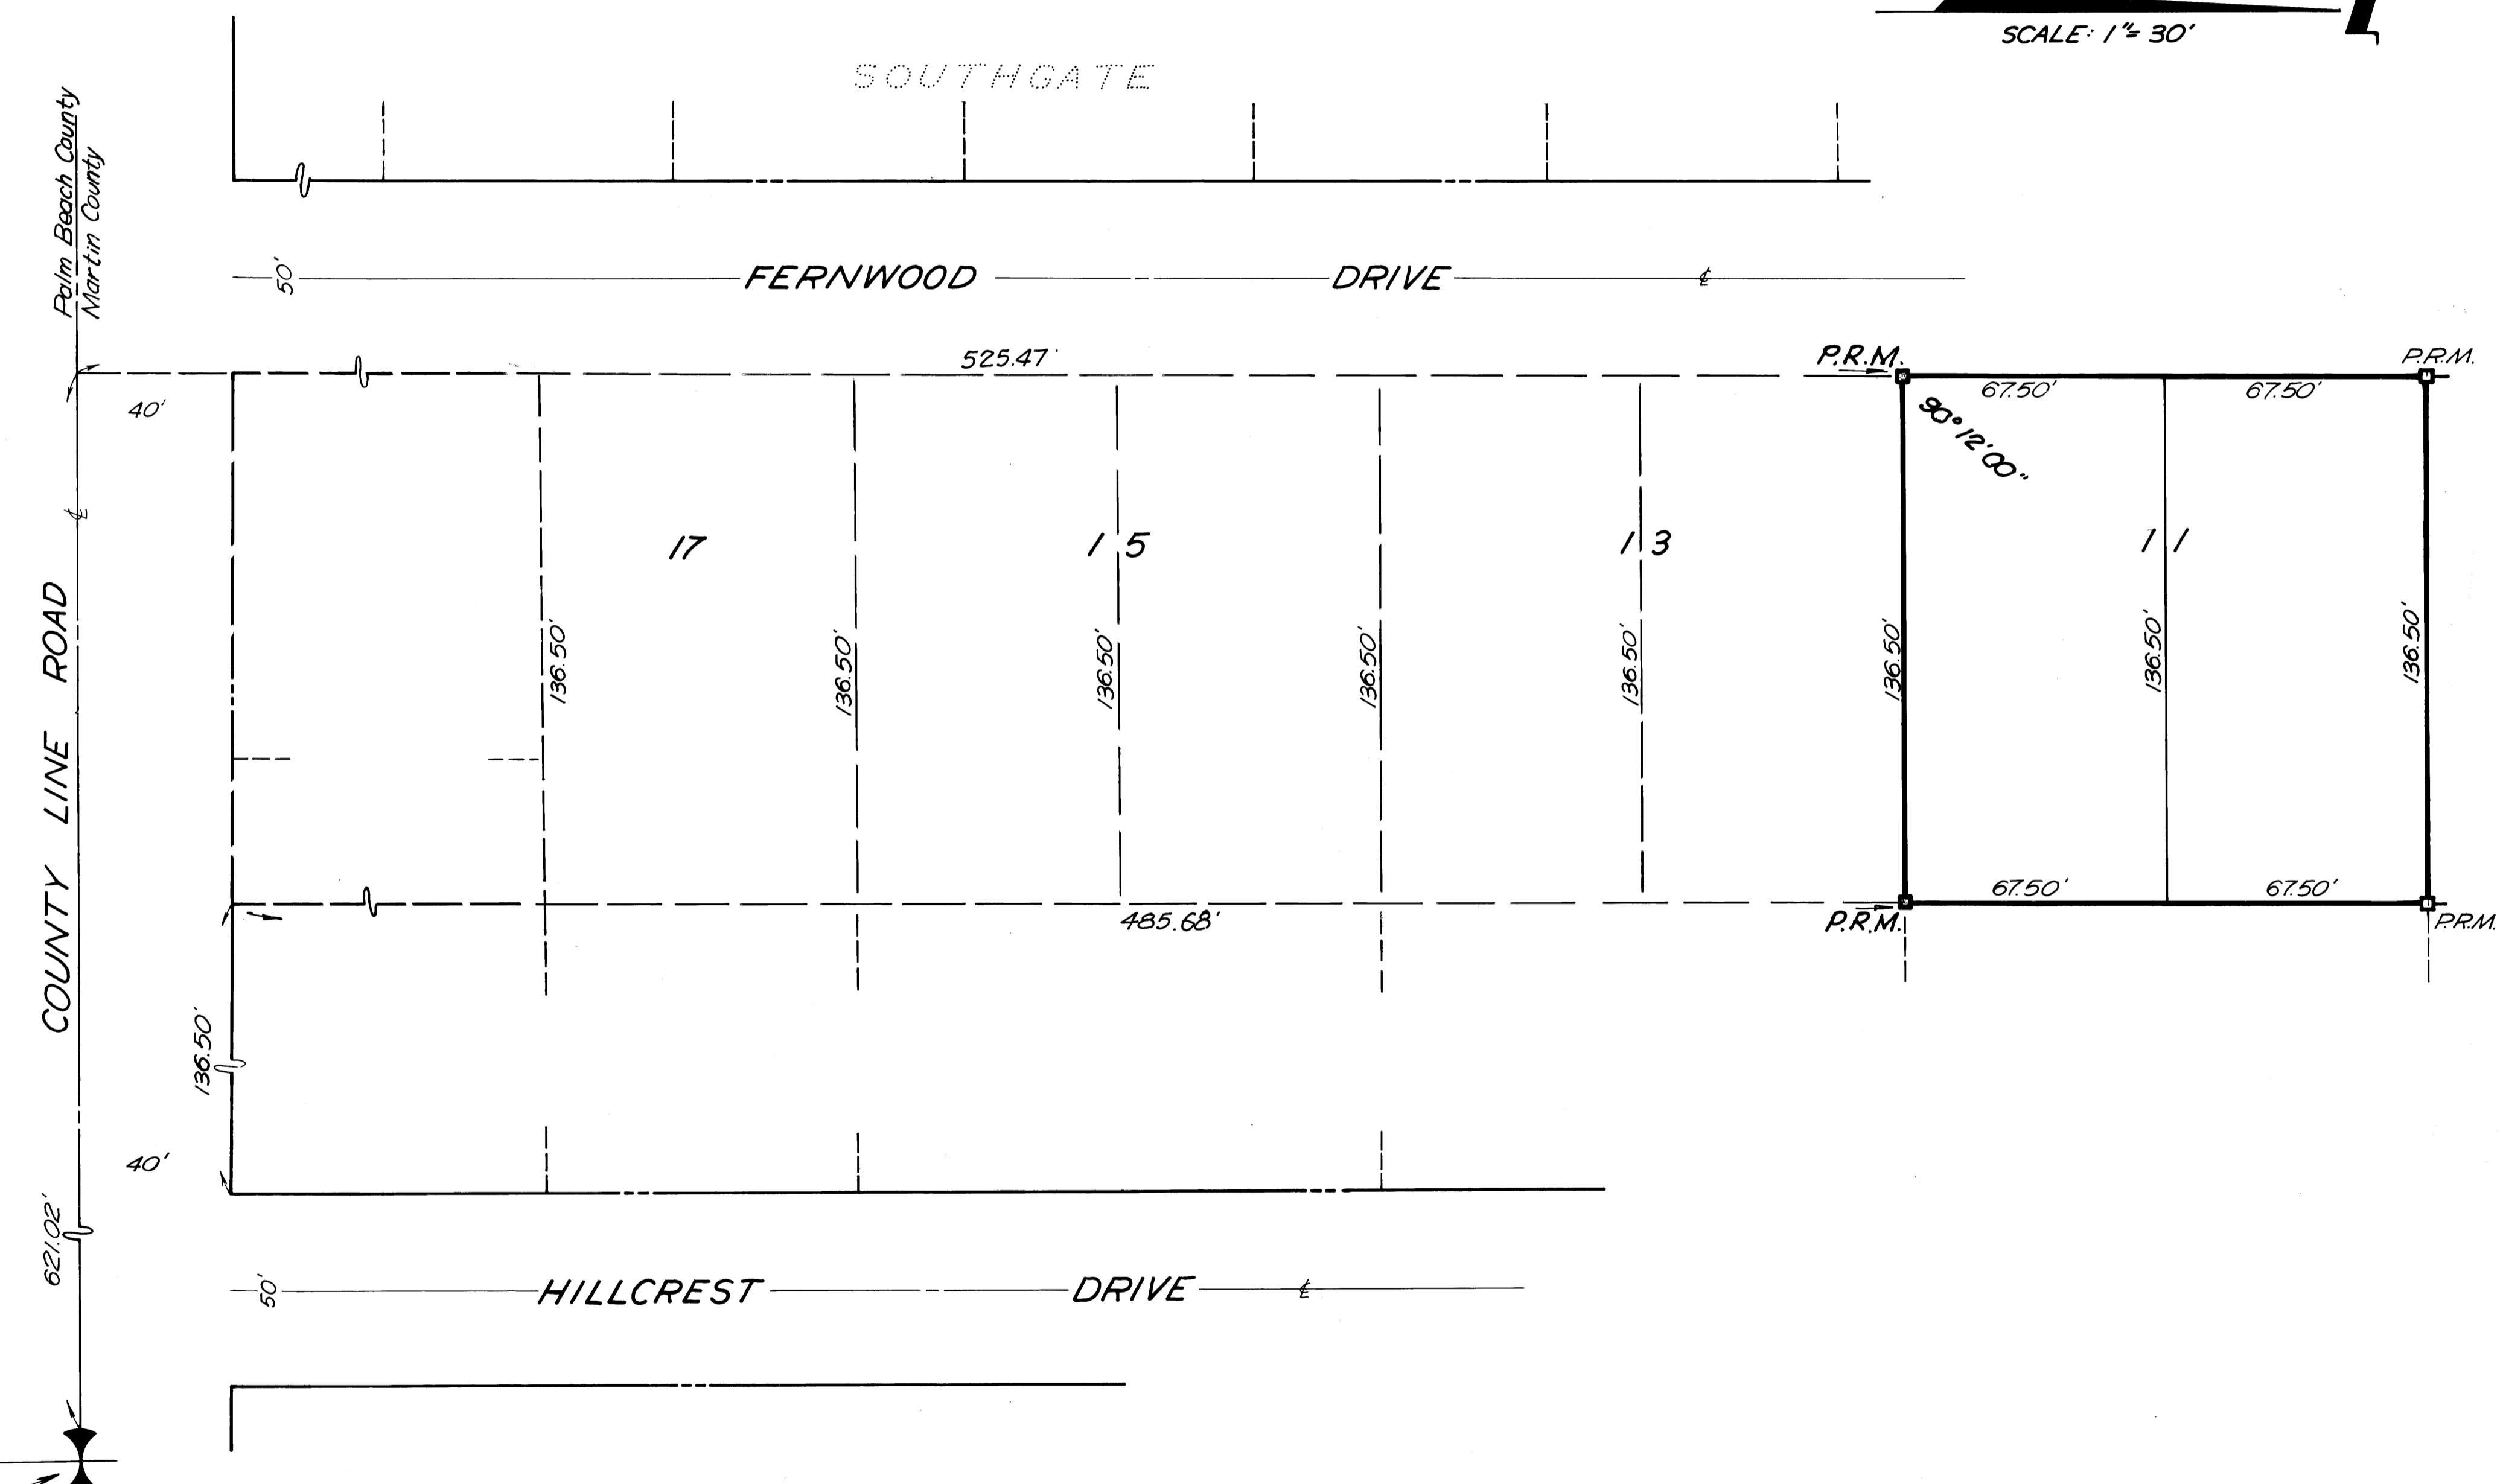 SCALE: 1"= 30'
SOUTHGATE
Palm Beach County
Martin County
50'
FERNWOOD DRIVE ℄
525.47'
P.R.M.
P.R.M.
40'
67.50'
67.50'
90° 12' 00"
℄
17
15
13
11
COUNTY LINE ROAD
136.50'
136.50'
136.50'
136.50'
136.50'
136.50'
136.50'
136.50'
67.50'
67.50'
485.68'
P.R.M.
P.R.M.
136.50'
40'
621.02'
50'
HILLCREST DRIVE ℄